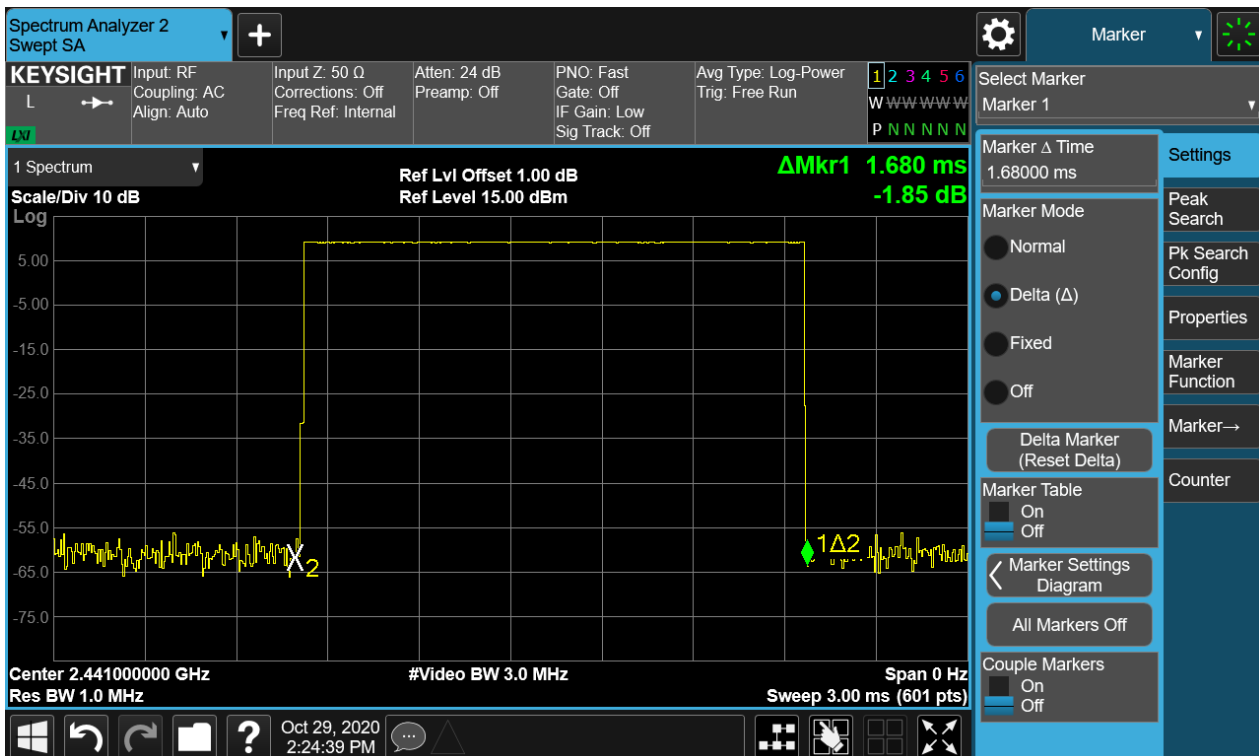 Spectrum Analyzer 2
Swept SA
+
Marker
KEYSIGHT
L
LXI
Input: RF
Coupling: AC
Align: Auto
Input Z: 50 Ω
Corrections: Off
Freq Ref: Internal
Atten: 24 dB
Preamp: Off
PNO: Fast
Gate: Off
IF Gain: Low
Sig Track: Off
Avg Type: Log-Power
Trig: Free Run
1 2 3 4 5 6
W W W W W W
P N N N N N
1 Spectrum
Scale/Div 10 dB
Log
Ref Lvl Offset 1.00 dB
Ref Level 15.00 dBm
ΔMkr1 1.680 ms
-1.85 dB
5.00
-5.00
-15.0
-25.0
-35.0
-45.0
-55.0
-65.0
-75.0
X2
1Δ2
Center 2.441000000 GHz
Res BW 1.0 MHz
#Video BW 3.0 MHz
Span 0 Hz
Sweep 3.00 ms (601 pts)
Select Marker
Marker 1
Marker Δ Time
1.68000 ms
Marker Mode
Normal
Delta (Δ)
Fixed
Off
Delta Marker
(Reset Delta)
Marker Table
On
Off
Marker Settings
Diagram
All Markers Off
Couple Markers
On
Off
Settings
Peak
Search
Pk Search
Config
Properties
Marker
Function
Marker→
Counter
?
Oct 29, 2020
2:24:39 PM